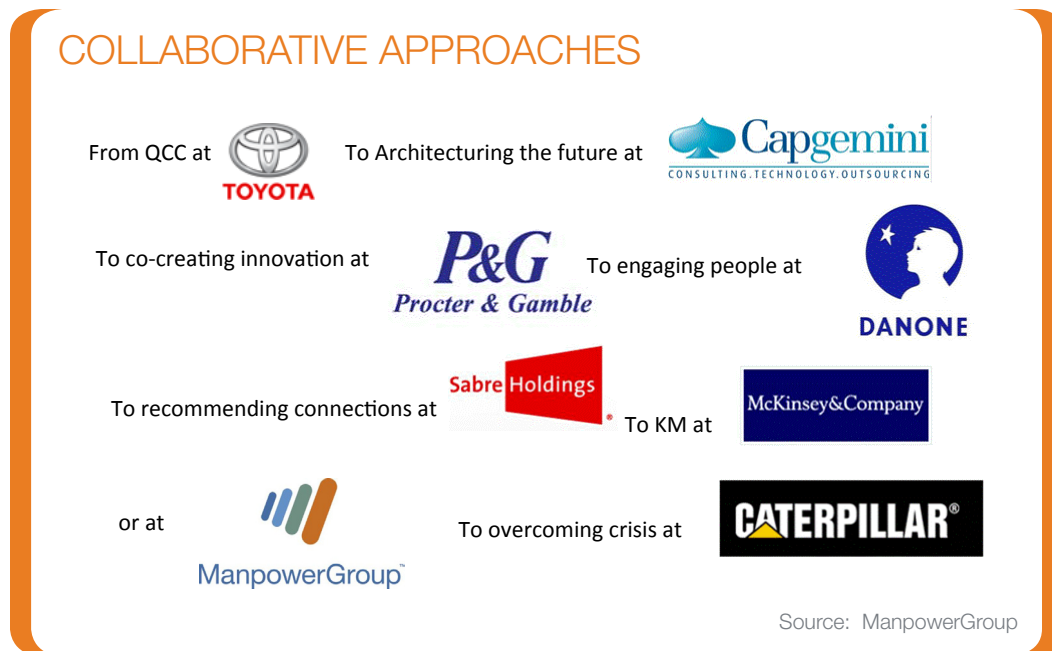 COLLABORATIVE APPROACHES
From QCC at
TOYOTA
To Architecturing the future at
Capgemini
CONSULTING.TECHNOLOGY.OUTSOURCING
To co-creating innovation at
P&G
Procter & Gamble
To engaging people at
DANONE
To recommending connections at
Sabre Holdings®
To KM at
McKinsey&Company
or at
ManpowerGroup™
To overcoming crisis at
CATERPILLAR®
Source: ManpowerGroup